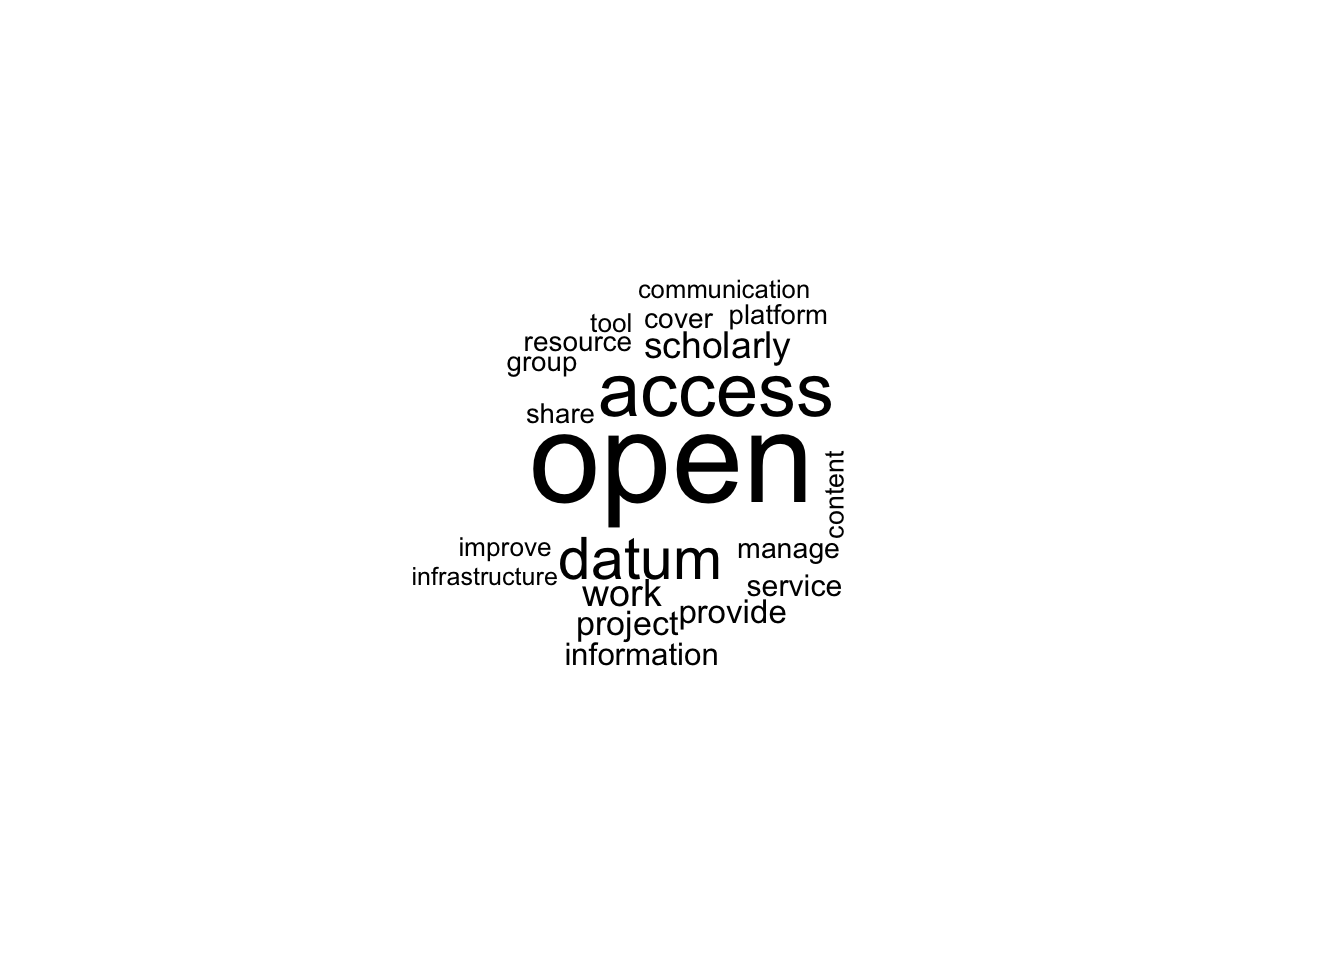 communication
tool cover platform
resource scholarly
group
access
share
open
content
improve datum manage
infrastructure
work service
project provide
information